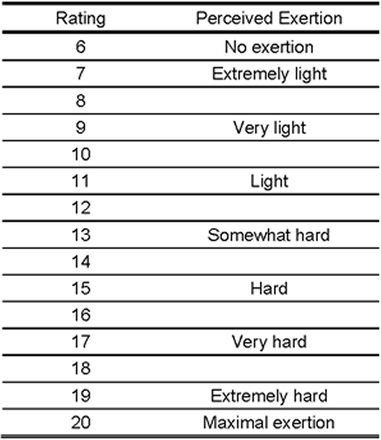 Rating Perceived Exertion
6 No exertion
7 Extremely light
8
9 Very light
10
11 Light
12
13 Somewhat hard
14
15 Hard
16
17 Very hard
18
19 Extremely hard
20 Maximal exertion